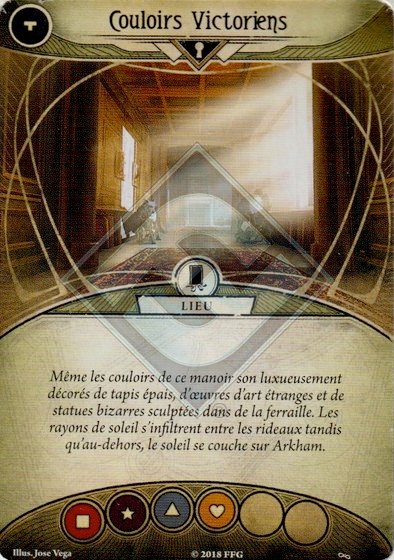 Couloirs Victoriens
LIEU
Même les couloirs de ce manoir son luxueusement
décorés de tapis épais, d'œuvres d'art étranges et de
statues bizarres sculptées dans de la ferraille. Les
rayons de soleil s'infiltrent entre les rideaux tandis
qu'au-dehors, le soleil se couche sur Arkham.
Illus. Jose Vega
© 2018 FFG